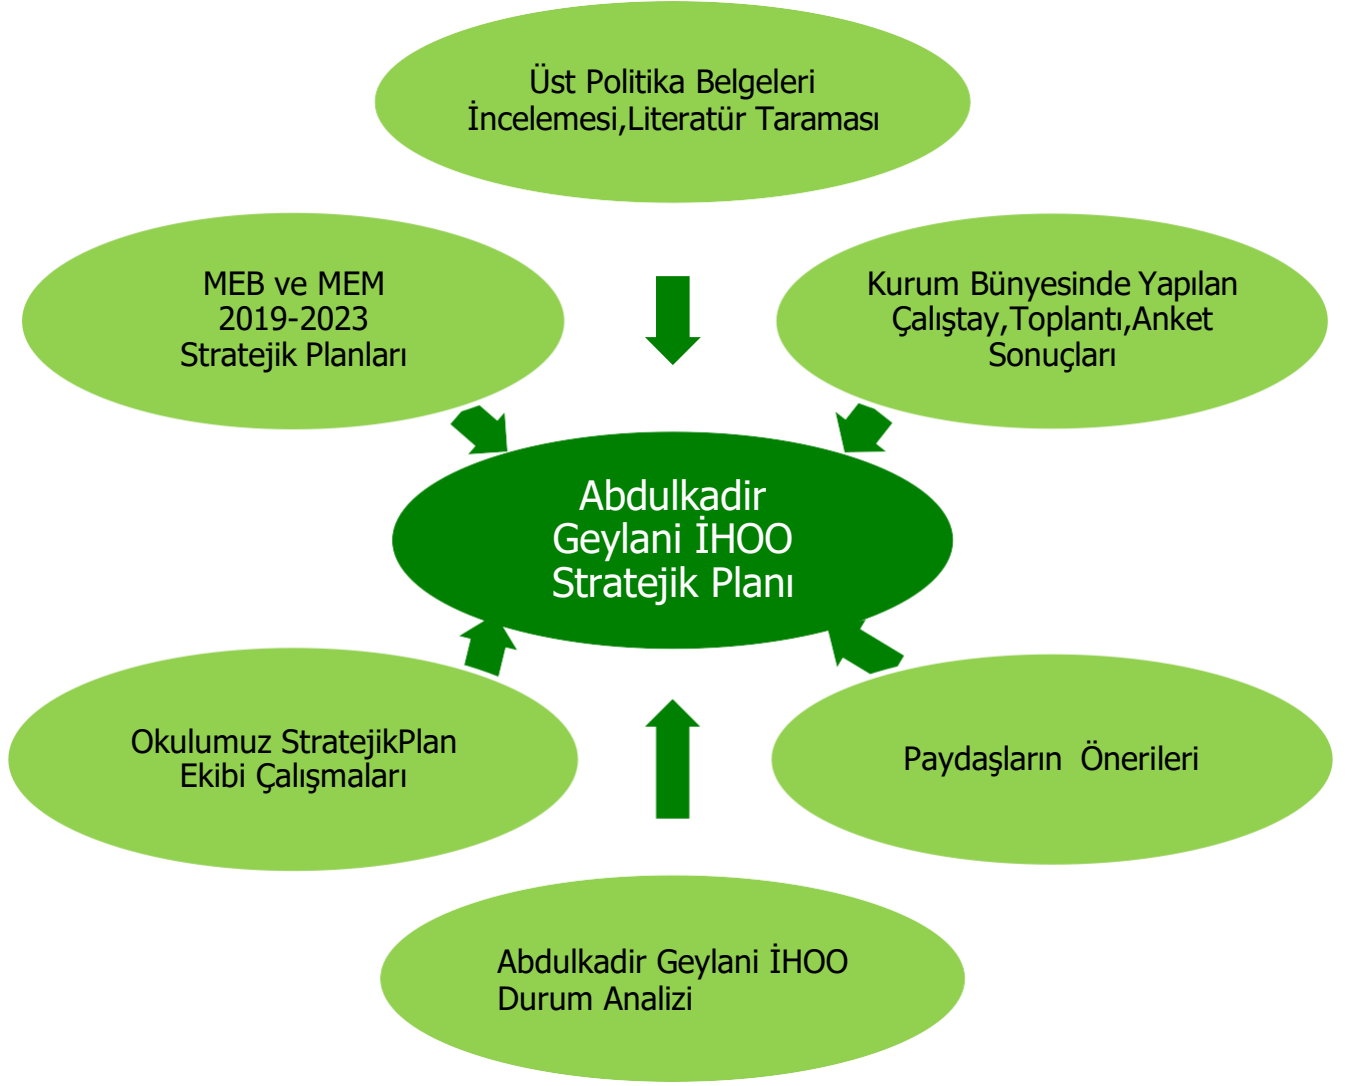 Üst Politika Belgeleri
İncelemesi,Literatür Taraması
MEB ve MEM
2019-2023
Stratejik Planları
Kurum Bünyesinde Yapılan
Çalıştay,Toplantı,Anket
Sonuçları
Abdulkadir
Geylani İHOO
Stratejik Planı
Okulumuz StratejikPlan
Ekibi Çalışmaları
Paydaşların  Önerileri
Abdulkadir Geylani İHOO
Durum Analizi